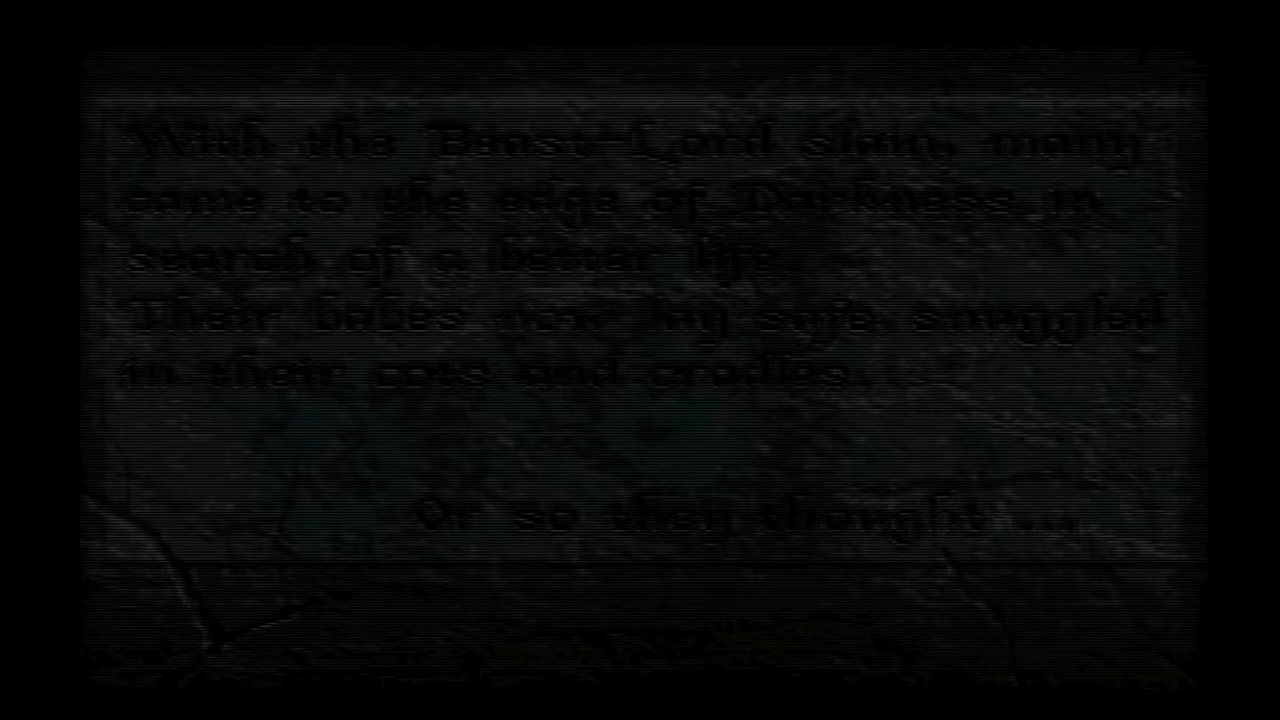 With the Beast-Lord slain, many
came to the edge of Darkness in
search of a better life.
Their babes now lay safe, snuggled
in their cots and cradles.
Or so they thought ...